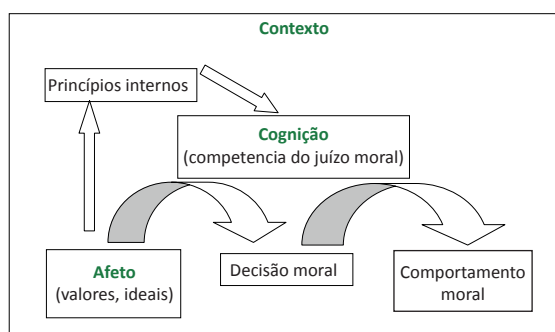 Contexto
Princípios internos
Cognição
(competencia do juízo moral)
Afeto
(valores, ideais)
Decisão moral
Comportamento
moral